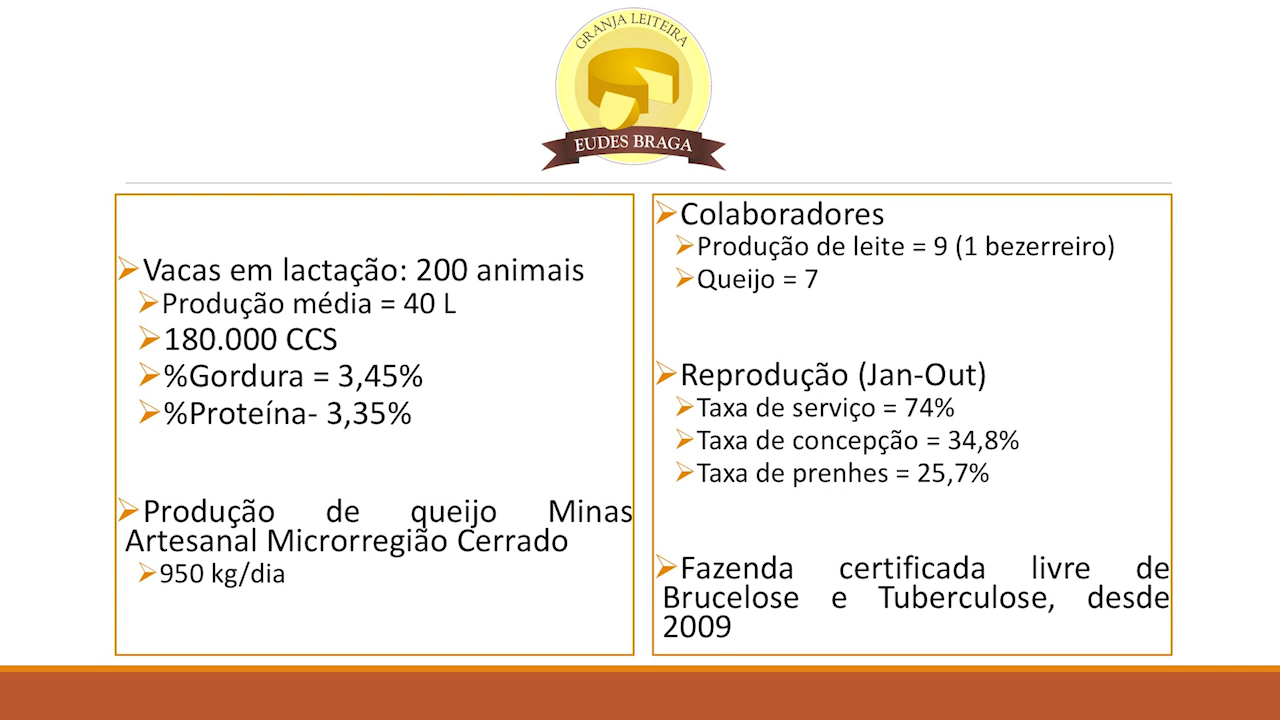 GRANJA LEITEIRA
EUDES BRAGA
Vacas em lactação: 200 animais
Produção média = 40 L
180.000 CCS
%Gordura = 3,45%
%Proteína- 3,35%
Produção de queijo Minas
Artesanal Microrregião Cerrado
950 kg/dia
Colaboradores
Produção de leite = 9 (1 bezerreiro)
Queijo = 7
Reprodução (Jan-Out)
Taxa de serviço = 74%
Taxa de concepção = 34,8%
Taxa de prenhes = 25,7%
Fazenda certificada livre de
Brucelose e Tuberculose, desde
2009